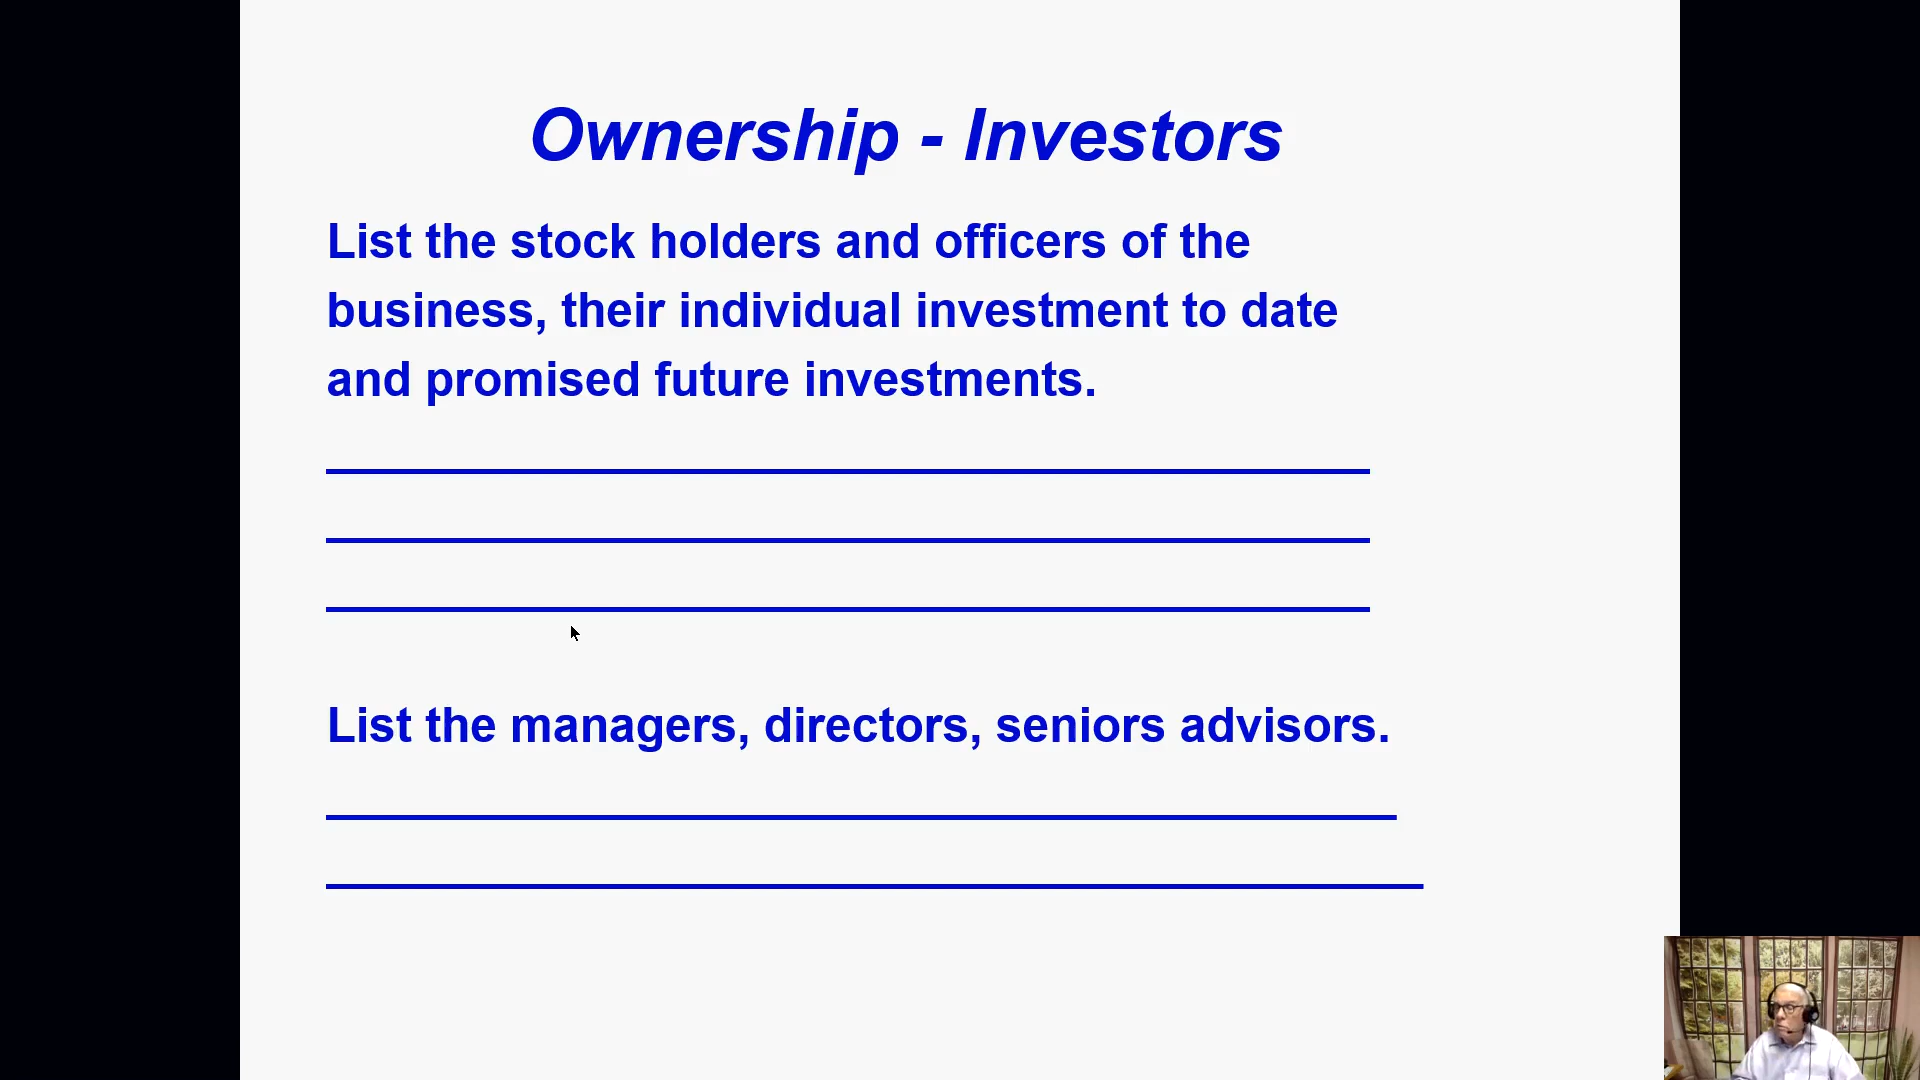 Ownership - Investors
List the stock holders and officers of the
business, their individual investment to date
and promised future investments.
List the managers, directors, seniors advisors.